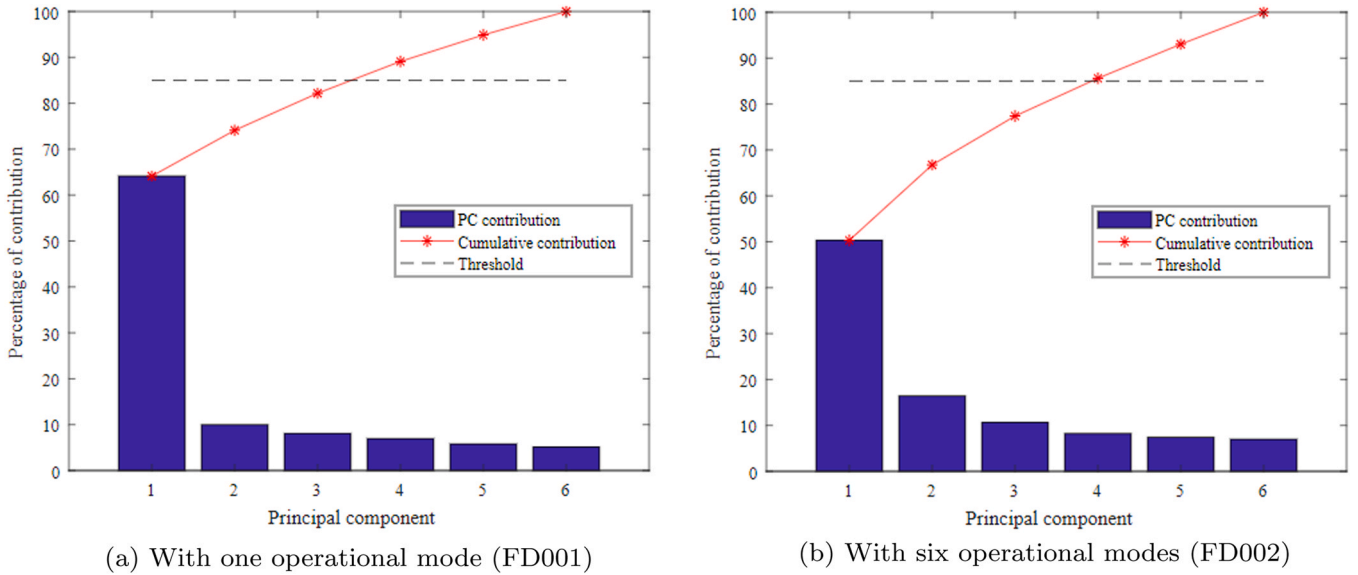 Percentage of contribution
100
90
80
70
60
50
40
30
20
10
0
PC contribution
Cumulative contribution
Threshold
1 2 3 4 5 6
Principal component
(a) With one operational mode (FD001)
Percentage of contribution
100
90
80
70
60
50
40
30
20
10
0
PC contribution
Cumulative contribution
Threshold
1 2 3 4 5 6
Principal component
(b) With six operational modes (FD002)